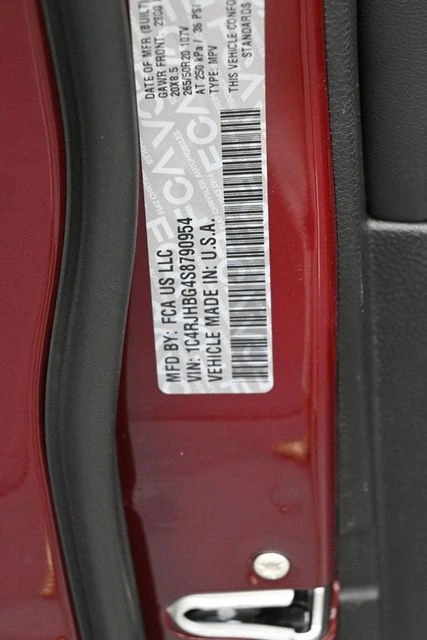 MFD BY: FCA US LLC
DATE OF MFR (BUILT
GAWR FRONT: 
20X8.5
265/50R20 107V
AT 250 kPa / 36 PSI
VIN: 1C4RJHBG4S8790954
TYPE: MPV
VEHICLE MADE IN: U.S.A.
THIS VEHICLE CONFO
STANDARDS